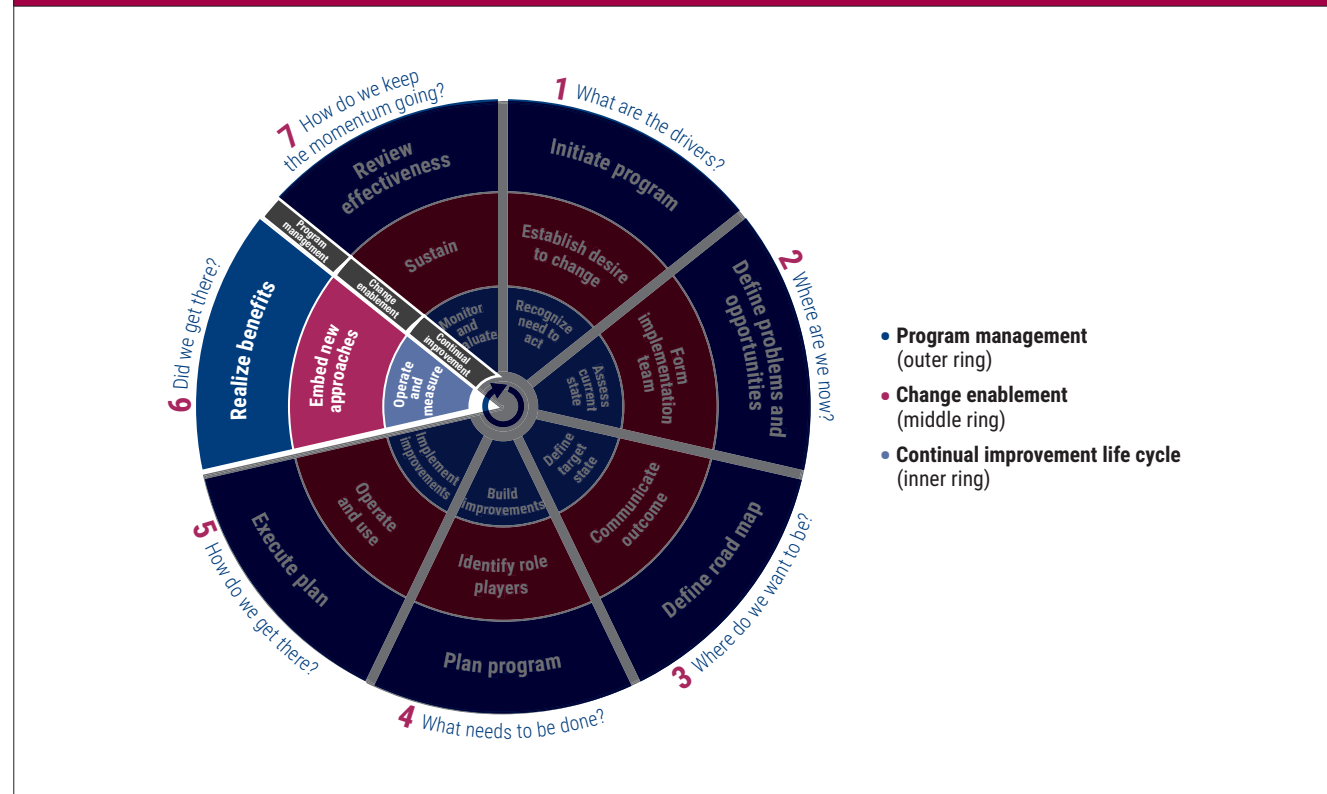 1 What are the drivers?
Initiate program
Establish desire
to change
Recognize
need to
act
2 Where are we now?
Define problems and
opportunities
Form
implementation
team
Assess
current
state
3 Where do we want to be?
Define road map
Communicate
outcome
Define
target
state
4 What needs to be done?
Plan program
Identify role
players
Build
improvements
5 How do we get there?
Execute plan
Operate
and use
Implement
improvements
6 Did we get there?
Realize benefits
Embed new
approaches
Operate
and
measure
7 How do we keep
the momentum going?
Review
effectiveness
Sustain
Monitor
and
Program
management
Change
enablement
Continual
improvement
• Program management
(outer ring)
• Change enablement
(middle ring)
• Continual improvement life cycle
(inner ring)